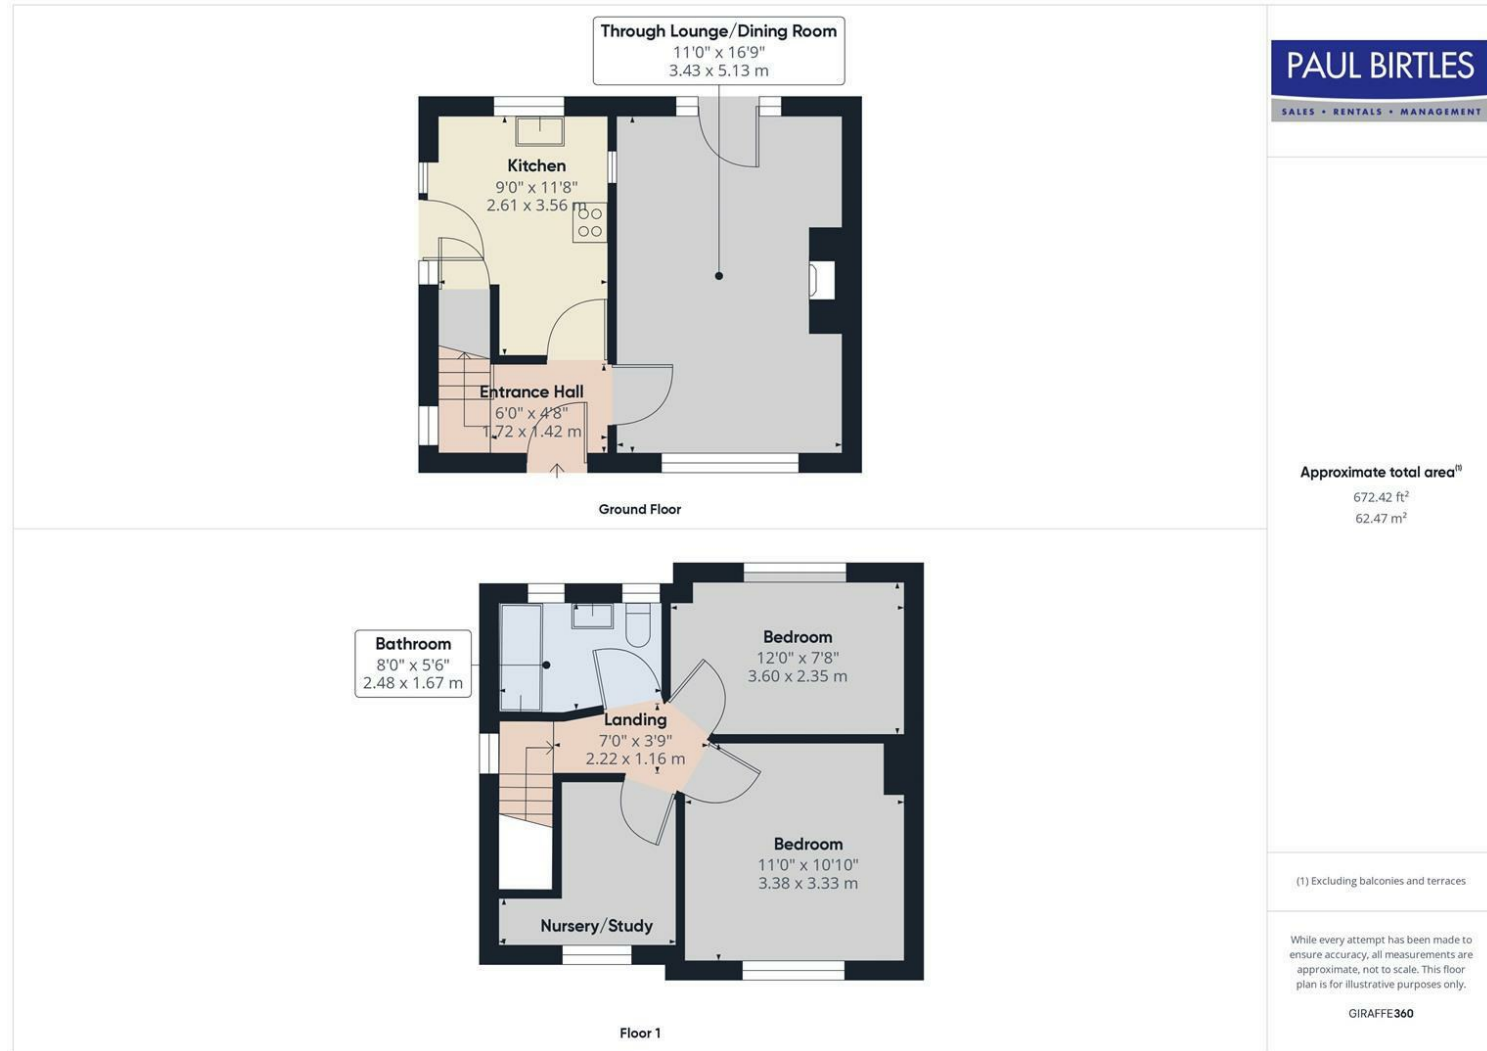 Through Lounge/Dining Room
11'0" x 16'9"
3.43 x 5.13 m
Kitchen
9'0" x 11'8"
2.61 x 3.56 m
Entrance Hall
6'0" x 4'8"
1.72 x 1.42 m
Ground Floor
Bathroom
8'0" x 5'6"
2.48 x 1.67 m
Bedroom
12'0" x 7'8"
3.60 x 2.35 m
Landing
7'0" x 3'9"
2.22 x 1.16 m
Bedroom
11'0" x 10'10"
3.38 x 3.33 m
Nursery/Study
Floor 1
PAUL BIRTLES
SALES • RENTALS • MANAGEMENT
Approximate total area(1)
672.42 ft²
62.47 m²
(1) Excluding balconies and terraces
While every attempt has been made to
ensure accuracy, all measurements are
approximate, not to scale. This floor
plan is for illustrative purposes only.
GIRAFFE360